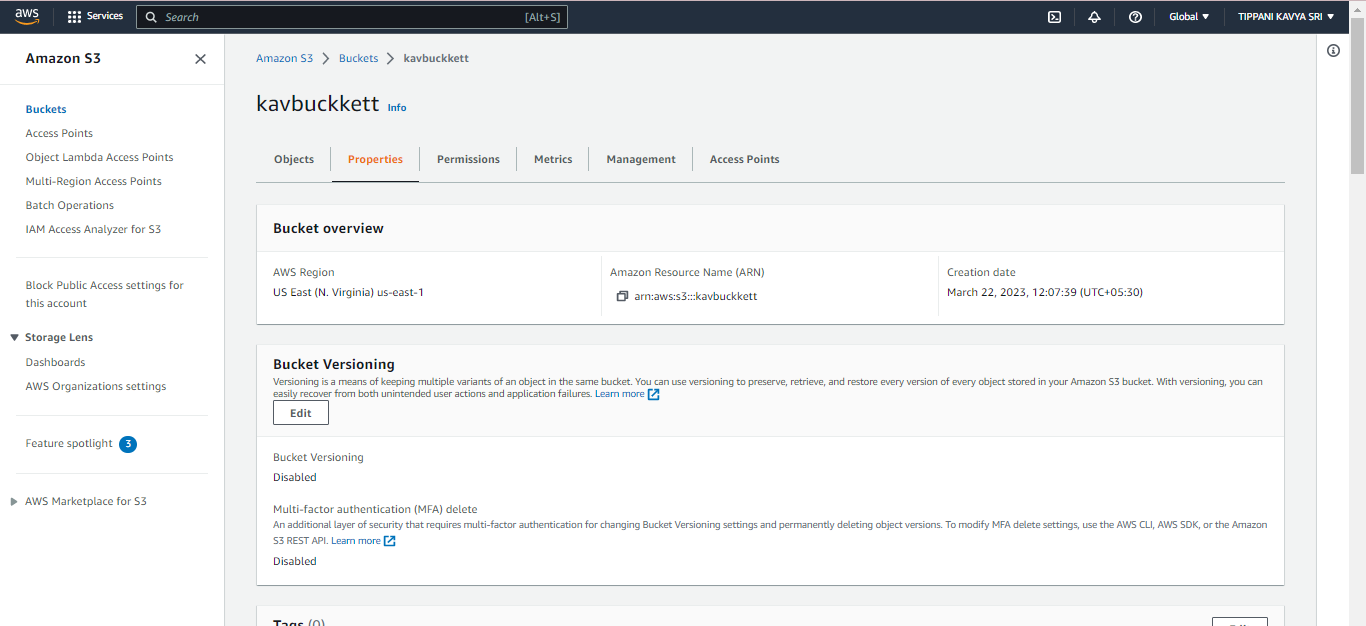 aws
Services
Search
[Alt+S]
Global ▼
TIPPANI KAVYA SRI ▼
Amazon S3
Buckets
Access Points
Object Lambda Access Points
Multi-Region Access Points
Batch Operations
IAM Access Analyzer for S3
Block Public Access settings for
this account
Storage Lens
Dashboards
AWS Organizations settings
Feature spotlight 3
AWS Marketplace for S3
Amazon S3 > Buckets > kavbuckkett
kavbuckkett Info
Objects
Properties
Permissions
Metrics
Management
Access Points
Bucket overview
AWS Region
US East (N. Virginia) us-east-1
Amazon Resource Name (ARN)
arn:aws:s3:::kavbuckkett
Creation date
March 22, 2023, 12:07:39 (UTC+05:30)
Bucket Versioning
Versioning is a means of keeping multiple variants of an object in the same bucket. You can use versioning to preserve, retrieve, and restore every version of every object stored in your Amazon S3 bucket. With versioning, you can
easily recover from both unintended user actions and application failures. Learn more
Edit
Bucket Versioning
Disabled
Multi-factor authentication (MFA) delete
An additional layer of security that requires multi-factor authentication for changing Bucket Versioning settings and permanently deleting object versions. To modify MFA delete settings, use the AWS CLI, AWS SDK, or the Amazon
S3 REST API. Learn more
Disabled
Tags (0)